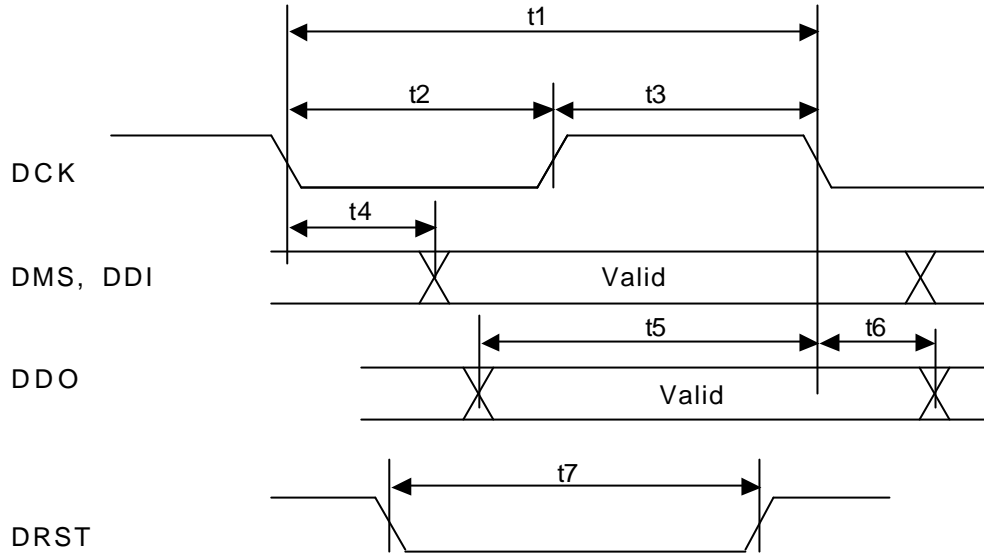 t1
t2 t3
DCK
t4
DMS, DDI Valid
t5 t6
DDO Valid
t7
DRST